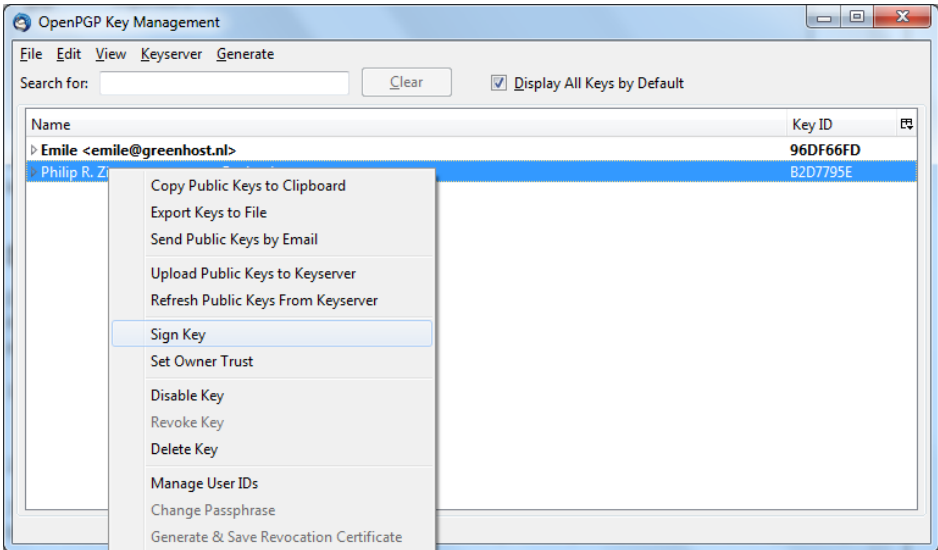 OpenPGP Key Management
File Edit View Keyserver Generate
Search for: Clear Display All Keys by Default
Name Key ID
Emile <emile@greenhost.nl> 96DF66FD
Philip R. B2D7795E
Copy Public Keys to Clipboard
Export Keys to File
Send Public Keys by Email
Upload Public Keys to Keyserver
Refresh Public Keys From Keyserver
Sign Key
Set Owner Trust
Disable Key
Revoke Key
Delete Key
Manage User IDs
Change Passphrase
Generate & Save Revocation Certificate